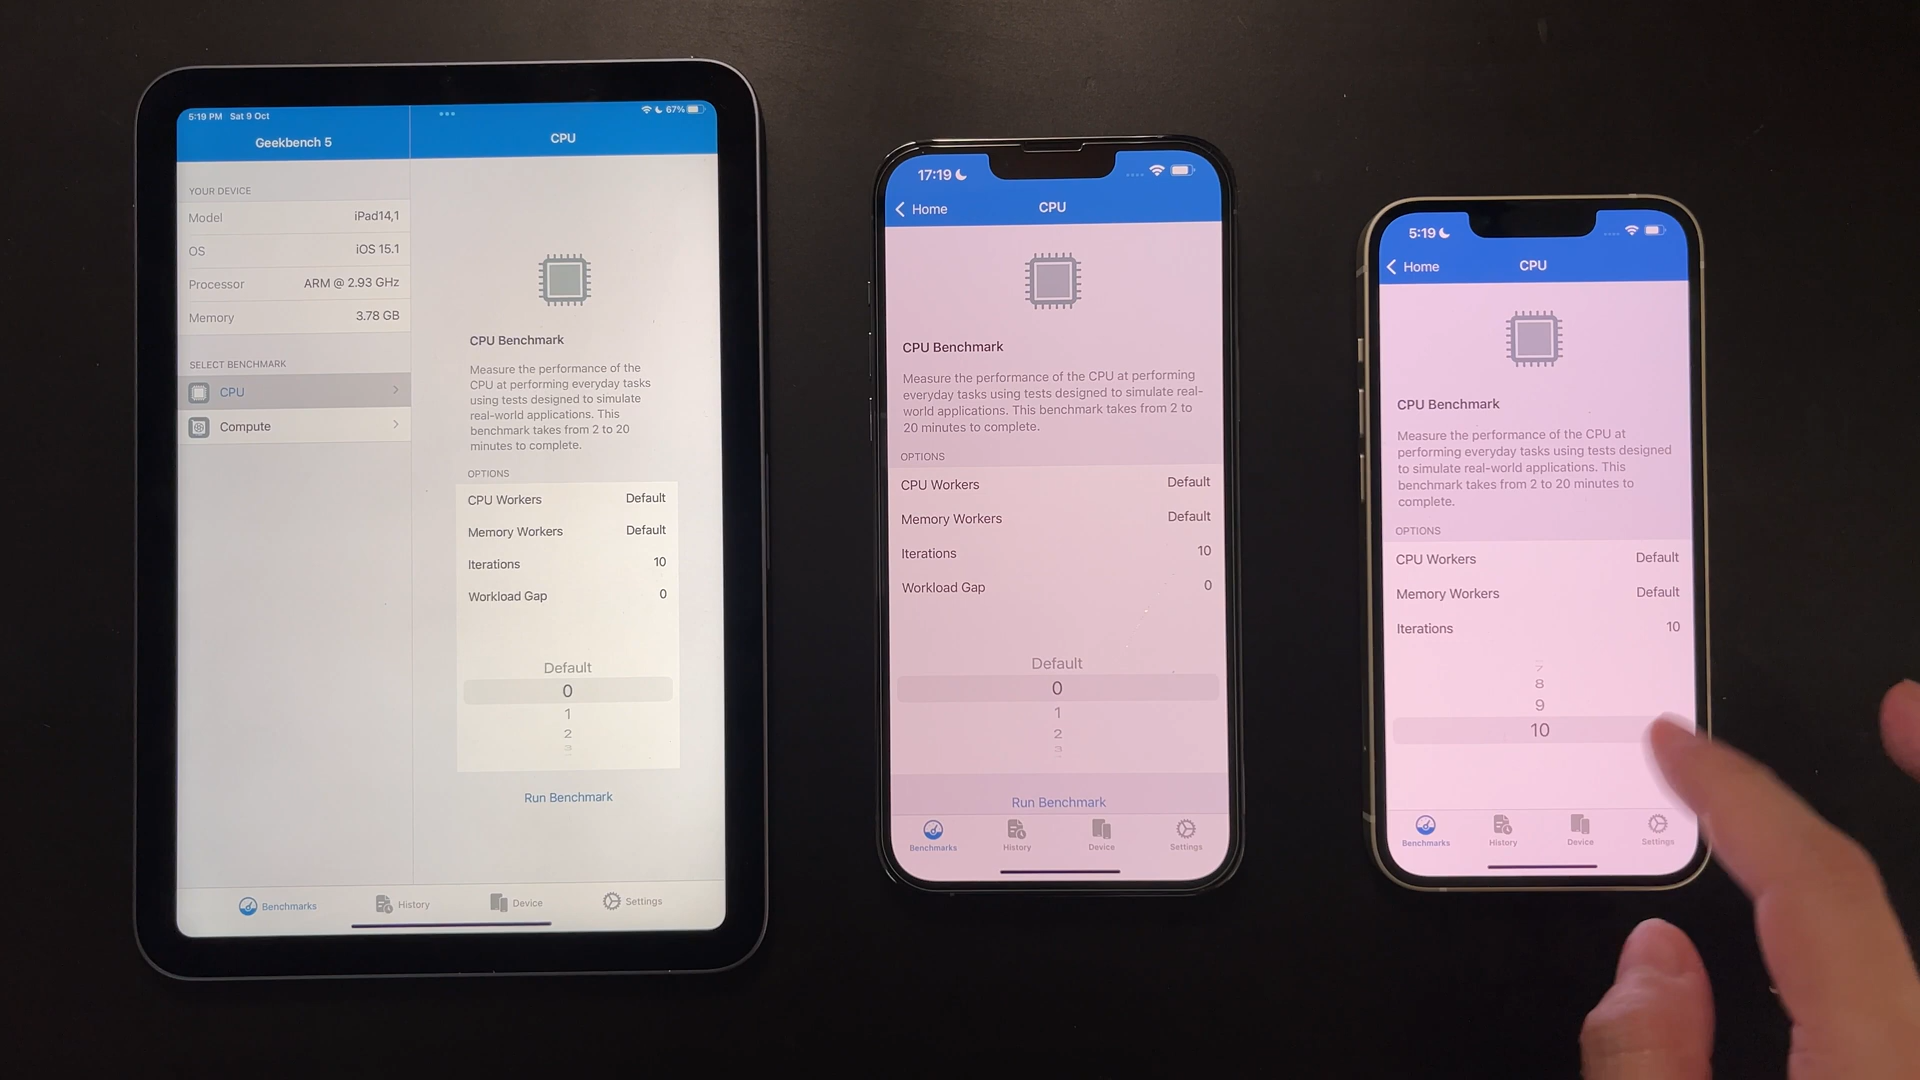 5:19 PM Sat 9 Oct
67%
Geekbench 5
CPU
YOUR DEVICE
Model iPad14,1
OS iOS 15.1
Processor ARM @ 2.93 GHz
Memory 3.78 GB
SELECT BENCHMARK
CPU
Compute
CPU Benchmark
Measure the performance of the
CPU at performing everyday tasks
using tests designed to simulate
real-world applications. This
benchmark takes from 2 to 20
minutes to complete.
OPTIONS
CPU Workers Default
Memory Workers Default
Iterations 10
Workload Gap 0
Default
0
1
2
3
Run Benchmark
Benchmarks History Device Settings
17:19
Home CPU
CPU Benchmark
Measure the performance of the CPU at performing
everyday tasks using tests designed to simulate real-
world applications. This benchmark takes from 2 to
20 minutes to complete.
OPTIONS
CPU Workers Default
Memory Workers Default
Iterations 10
Workload Gap 0
Default
0
1
2
3
Run Benchmark
Benchmarks History Device Settings
5:19
Home CPU
CPU Benchmark
Measure the performance of the CPU at
performing everyday tasks using tests designed
to simulate real-world applications. This
benchmark takes from 2 to 20 minutes to
complete.
OPTIONS
CPU Workers Default
Memory Workers Default
Iterations 10
7
8
9
10
Benchmarks History Device Settings